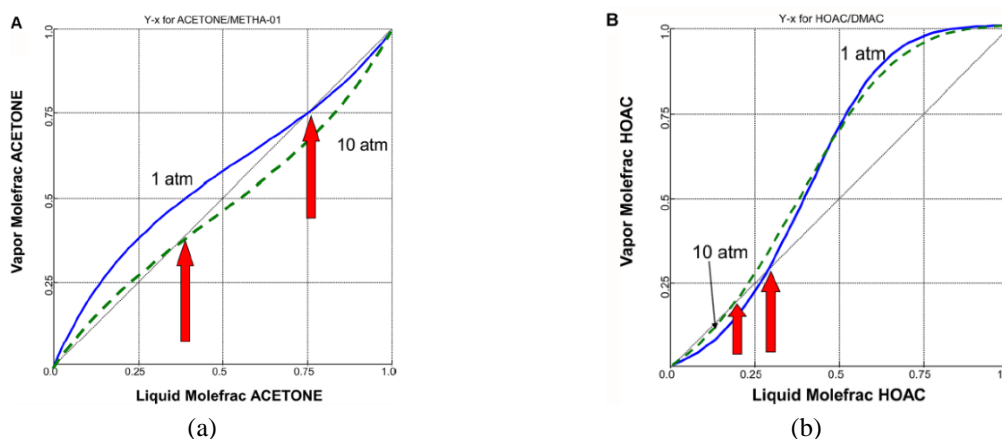 A
Y-x for ACETONE/METHA-01
Vapor Molefrac ACETONE
1.0
0.75
0.5
0.25
0.0
1 atm
10 atm
0.0
0.25
0.5
0.75
1.0
Liquid Molefrac ACETONE
(a)
B
Y-x for HOAC/DMAC
Vapor Molefrac HOAC
1.0
0.75
0.5
0.25
1 atm
10 atm
0.0
0.25
0.5
0.75
Liquid Molefrac HOAC
(b)